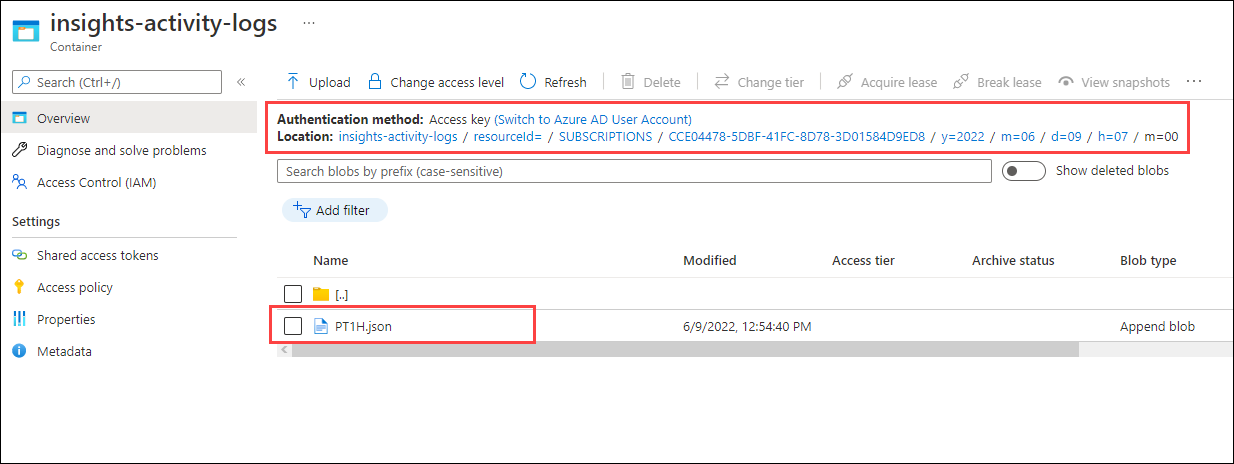 insights-activity-logs ...
Container
Search (Ctrl+/) «
Upload Change access level Refresh Delete Change tier Acquire lease Break lease View snapshots ...
Overview
Diagnose and solve problems
Access Control (IAM)
Settings
Shared access tokens
Access policy
Properties
Metadata
Authentication method: Access key (Switch to Azure AD User Account)
Location: insights-activity-logs / resourceId= / SUBSCRIPTIONS / CCE04478-5DBF-41FC-8D78-3D01584D9ED8 / y=2022 / m=06 / d=09 / h=07 / m=00
Search blobs by prefix (case-sensitive) Show deleted blobs
Add filter
Name Modified Access tier Archive status Blob type
[..]
PT1H.json 6/9/2022, 12:54:40 PM Append blob